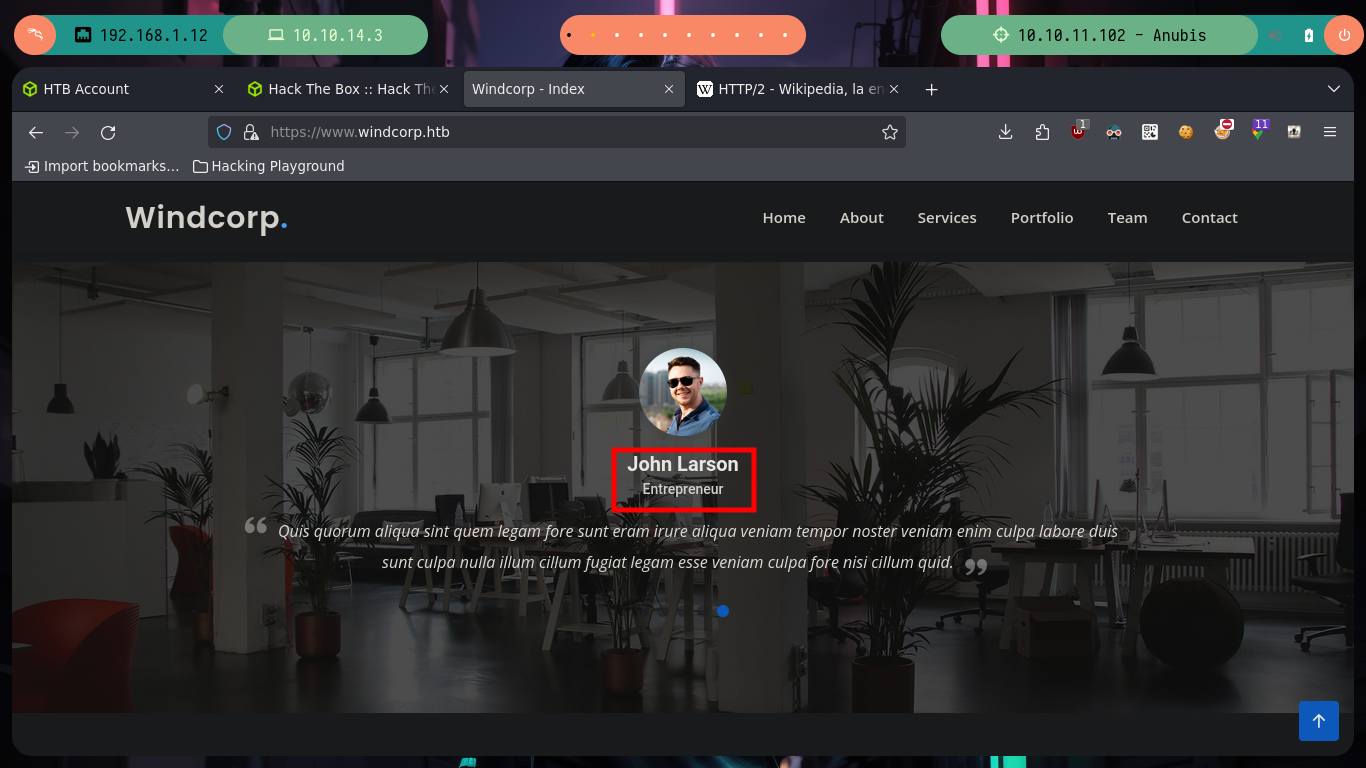 192.168.1.12 10.10.14.3 10.10.11.102 - Anubis
HTB Account Hack The Box :: Hack The Windcorp - Index HTTP/2 - Wikipedia, la en
https://www.windcorp.htb 1 11
Import bookmarks... Hacking Playground
Windcorp. Home About Services Portfolio Team Contact
John Larson
Entrepreneur
“ Quis quorum aliqua sint quem legam fore sunt eram irure aliqua veniam tempor noster veniam enim culpa labore duis
sunt culpa nulla illum cillum fugiat legam esse veniam culpa fore nisi cillum quid. ”